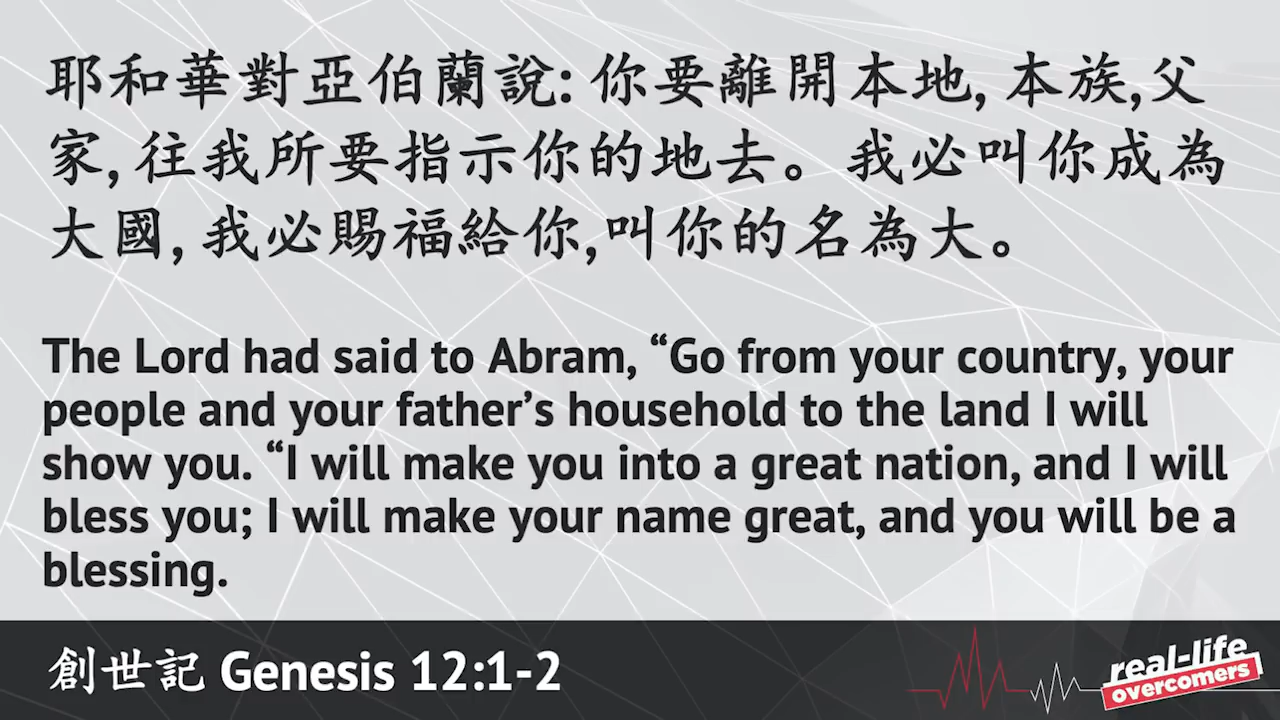 耶和華對亞伯蘭說: 你要離開本地, 本族,父
家, 往我所要指示你的地去。我必叫你成為
大國, 我必賜福給你,叫你的名為大。
The Lord had said to Abram, “Go from your country, your
people and your father’s household to the land I will
show you. “I will make you into a great nation, and I will
bless you; I will make your name great, and you will be a
blessing.
創世記 Genesis 12:1-2
real-life
overcomers